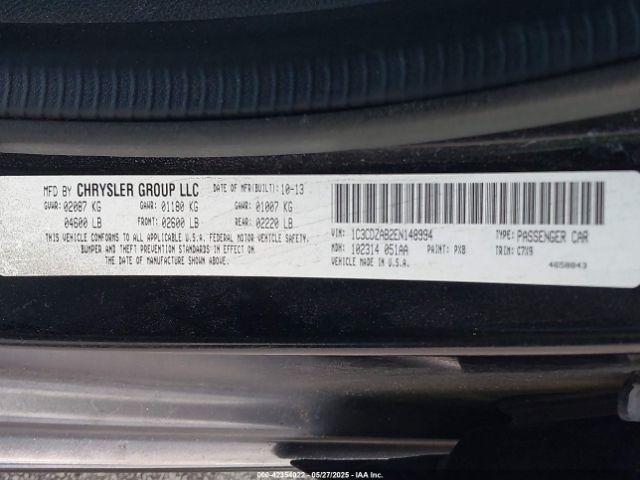 MFD BY CHRYSLER GROUP LLC DATE OF MFR(BUILT): 10-13
GVWR: 02087 KG GAWR: 01180 KG GAWR: 01007 KG
04600 LB FRONT: 02600 LB REAR: 02220 LB
THIS VEHICLE CONFORMS TO ALL APPLICABLE U.S.A. FEDERAL MOTOR VEHICLE SAFETY,
BUMPER AND THEFT PREVENTION STANDARDS IN EFFECT ON
THE DATE OF MANUFACTURE SHOWN ABOVE.
VIN: 1C3CDZAB2EN148994 TYPE: PASSENGER CAR
MDH: 102314 051AA PAINT: PX8 TRIM: C7X9
VEHICLE MADE IN U.S.A. 4658043
000-42354022 — 05/27/2025 — IAA Inc.